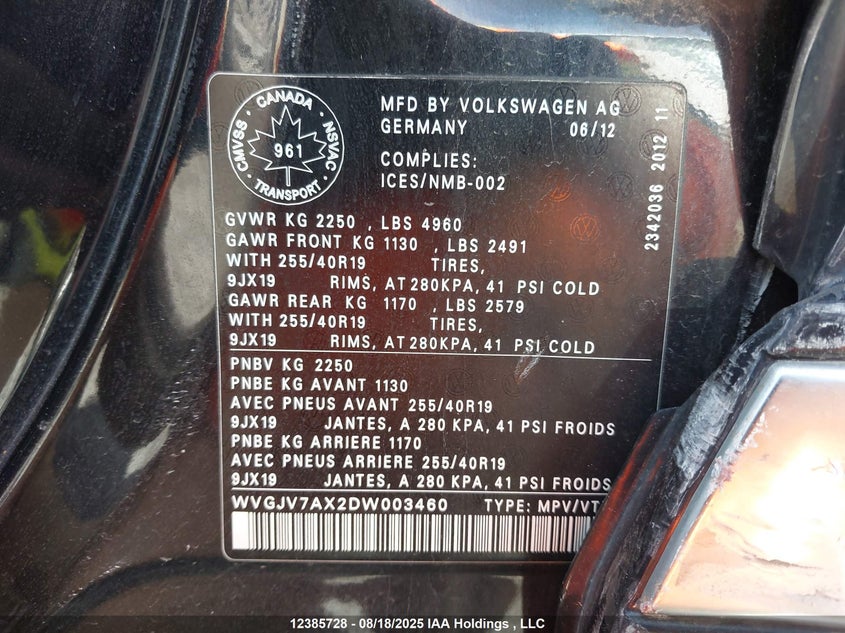 CANADA
CMVSS
NSVAC
961
TRANSPORT
MFD BY VOLKSWAGEN AG
GERMANY 06/12
COMPLIES:
ICES/NMB-002
2342036 2012 11
GVWR KG 2250 , LBS 4960
GAWR FRONT KG 1130 , LBS 2491
WITH 255/40R19 TIRES,
9JX19 RIMS, AT 280KPA, 41 PSI COLD
GAWR REAR KG 1170 , LBS 2579
WITH 255/40R19 TIRES,
9JX19 RIMS, AT 280KPA, 41 PSI COLD
PNBV KG 2250
PNBE KG AVANT 1130
AVEC PNEUS AVANT 255/40R19
9JX19 JANTES, A 280 KPA, 41 PSI FROIDS
PNBE KG ARRIERE 1170
AVEC PNEUS ARRIERE 255/40R19
9JX19 JANTES, A 280 KPA, 41 PSI FROIDS
WVGJV7AX2DW003460 TYPE: MPV/VT
12385728 - 08/18/2025 IAA Holdings , LLC